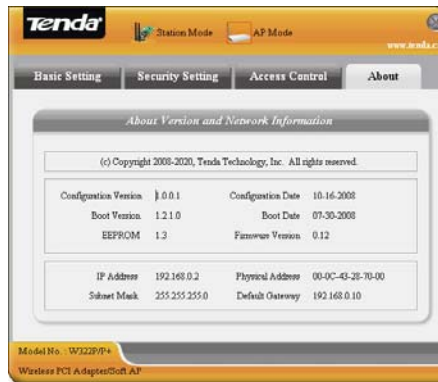 Tenda
Station Mode AP Mode
www.tenda.c
Basic Setting Security Setting Access Control About
About Version and Network Information
(c) Copyright 2008-2020, Tenda Technology, Inc. All rights reserved.
Configuration Version 1.0.0.1 Configuration Date 10-16-2008
Boot Version 1.2.1.0 Boot Date 07-30-2008
EEPROM 1.3 Firmware Version 0.12
IP Address 192.168.0.2 Physical Address 00-0C-43-28-70-00
Subnet Mask 255.255.255.0 Default Gateway 192.168.0.10
Model No. : W322P/P+
Wireless PCI Adapter/Soft AP